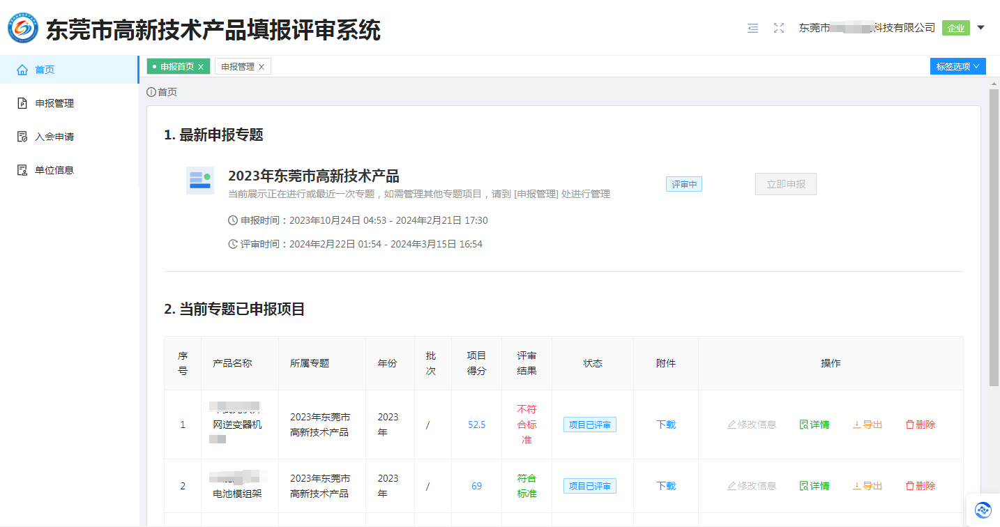 东莞市高新技术产品填报评审系统
东莞市
科技有限公司
企业
首页
申报管理
入会申请
单位信息
申报首页
申报管理
标签选项
首页
1. 最新申报专题
2023年东莞市高新技术产品
当前展示正在进行或最近一次专题，如需管理其他专题项目，请到 [申报管理] 处进行管理
申报时间：2023年10月24日 04:53 - 2024年2月21日 17:30
评审时间：2024年2月22日 01:54 - 2024年3月15日 16:54
评审中
立即申报
2. 当前专题已申报项目
序
号
产品名称
所属专题
年份
批
次
项目
得分
评审
结果
状态
附件
操作
1
网逆变器机
2023年东莞市
高新技术产品
2023
年
/
52.5
不符
合标
准
项目已评审
下载
修改信息
详情
导出
删除
2
电池模组架
2023年东莞市
高新技术产品
2023
年
/
69
符合
标准
项目已评审
下载
修改信息
详情
导出
删除